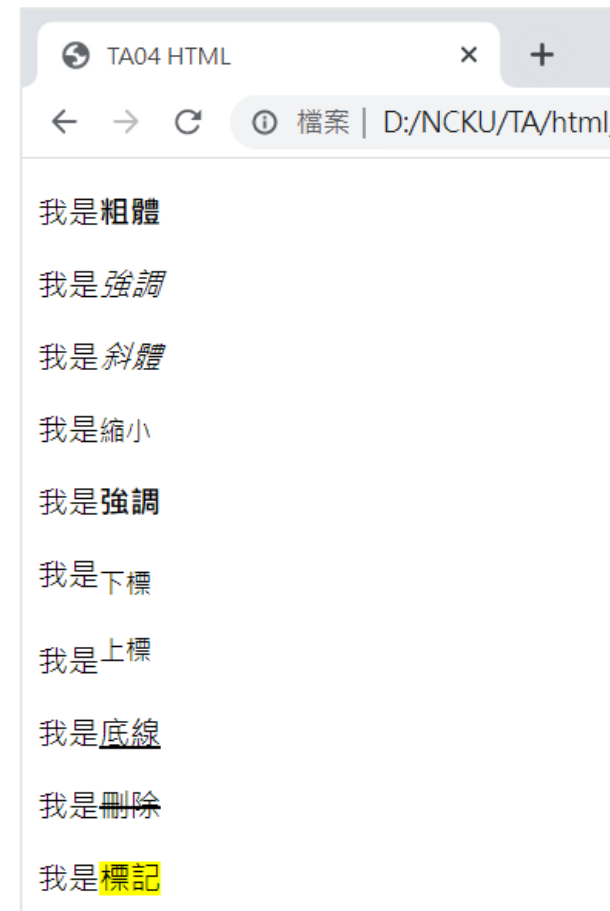 TA04 HTML
檔案 | D:/NCKU/TA/html
我是粗體
我是強調
我是斜體
我是縮小
我是強調
我是下標
我是上標
我是底線
我是刪除
我是標記